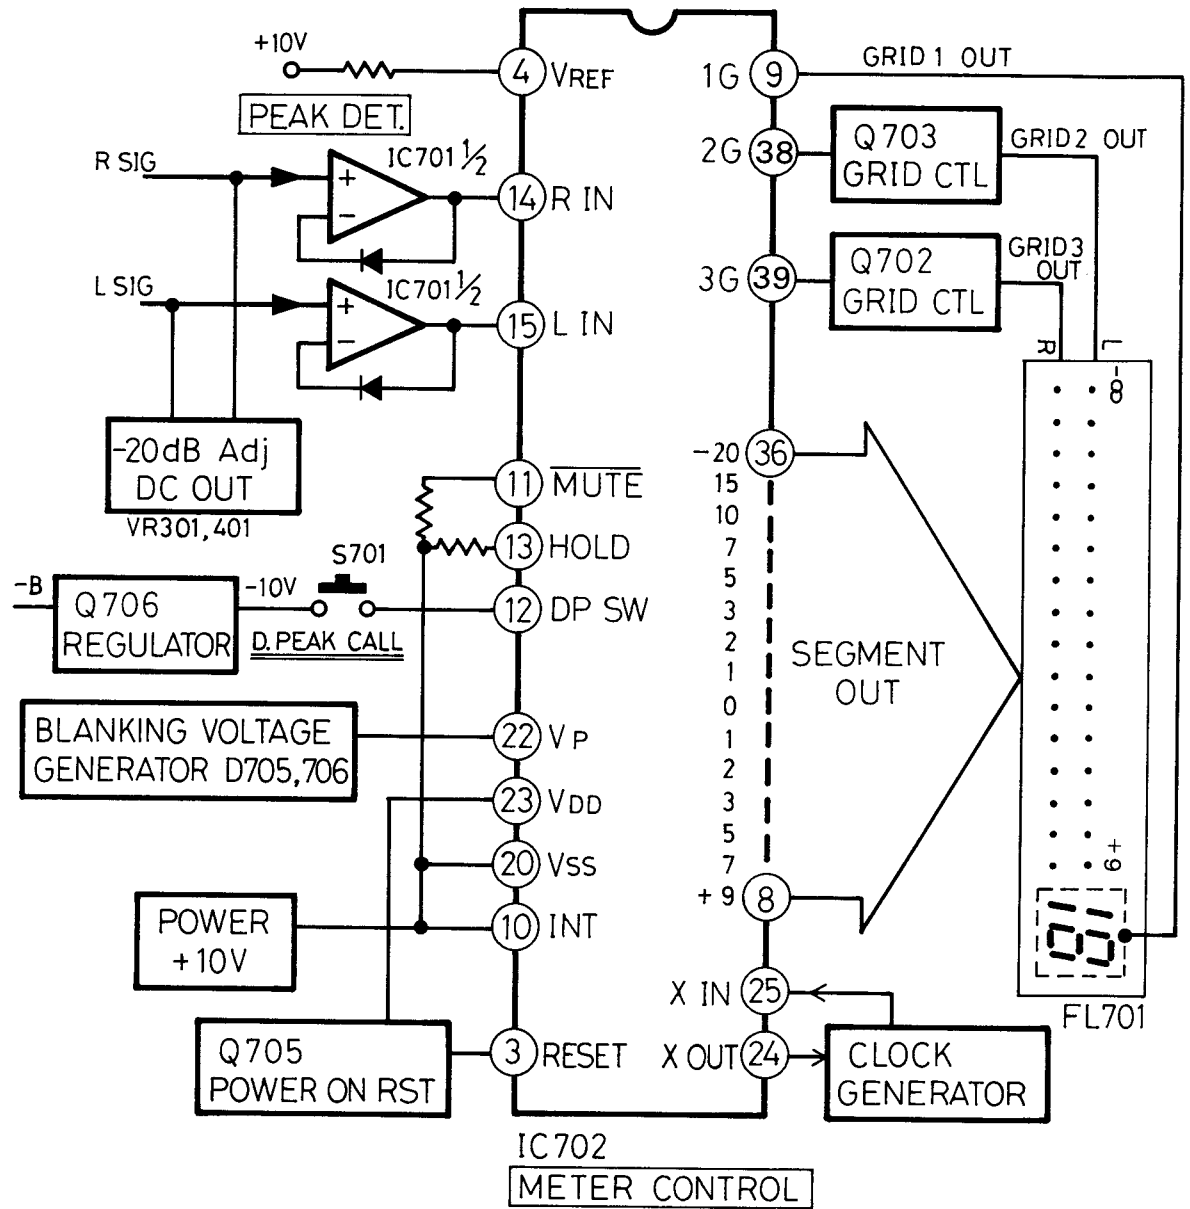 +10V
4 VREF
PEAK DET.
R SIG
+
−
IC701 ½
14 R IN
L SIG
+
−
IC701 ½
15 L IN
-20dB Adj
DC OUT
VR301,401
11 MUTE
13 HOLD
-B
Q706
REGULATOR
-10V
S701
D.PEAK CALL
12 DP SW
BLANKING VOLTAGE
GENERATOR D705,706
22 VP
23 VDD
20 VSS
POWER
+10V
10 INT
Q705
POWER ON RST
3 RESET
1G 9
GRID 1 OUT
2G 38
Q703
GRID CTL
GRID2 OUT
3G 39
Q702
GRID CTL
GRID3
OUT
R
L
-8
-20 36
15
10
7
5
3
2
1
0
1
2
3
5
7
+9 8
SEGMENT
OUT
+9
FL701
X IN 25
X OUT 24
CLOCK
GENERATOR
IC702
METER CONTROL